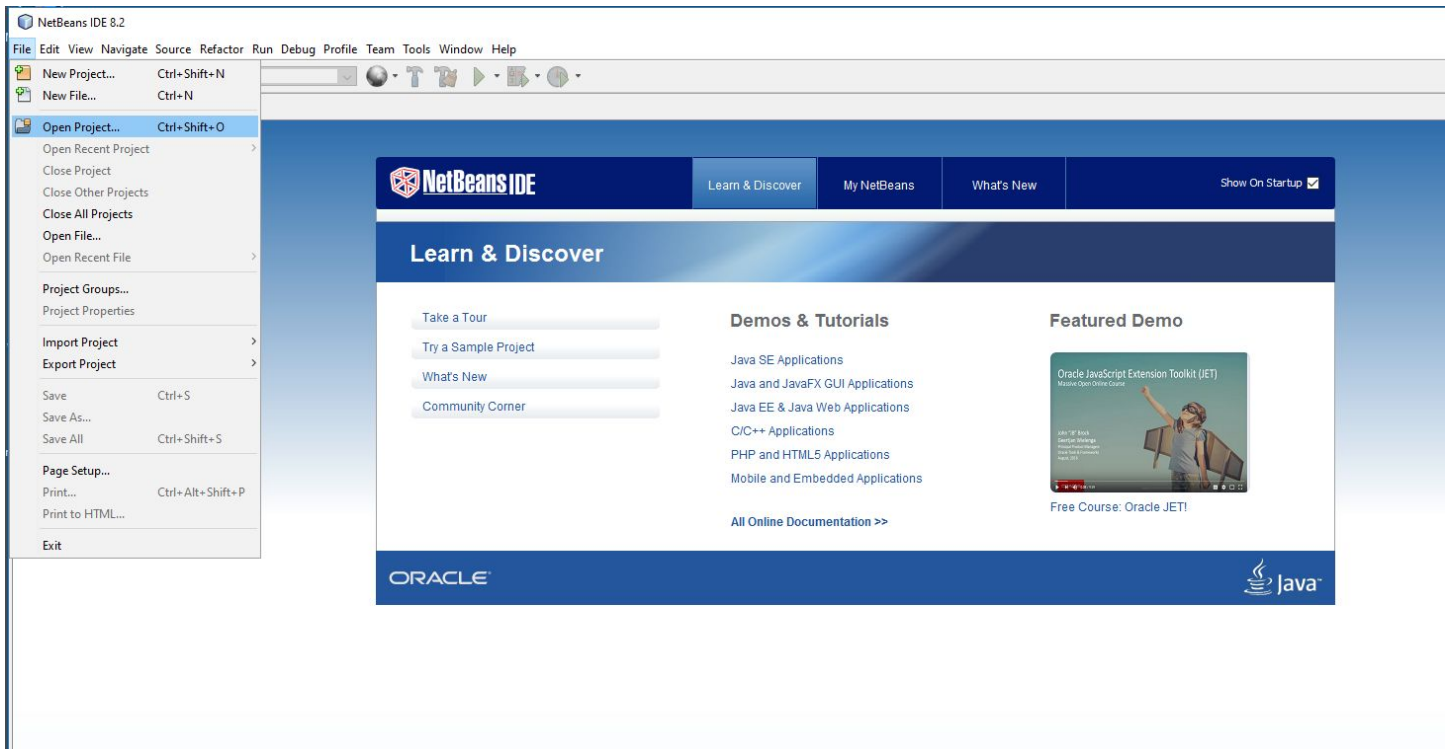 NetBeans IDE 8.2
File Edit View Navigate Source Refactor Run Debug Profile Team Tools Window Help
New Project... Ctrl+Shift+N
New File... Ctrl+N
Open Project... Ctrl+Shift+O
Open Recent Project
Close Project
Close Other Projects
Close All Projects
Open File...
Open Recent File
Project Groups...
Project Properties
Import Project
Export Project
Save Ctrl+S
Save As...
Save All Ctrl+Shift+S
Page Setup...
Print... Ctrl+Alt+Shift+P
Print to HTML...
Exit
NetBeans IDE
Learn & Discover My NetBeans What's New Show On Startup
Learn & Discover
Take a Tour
Try a Sample Project
What's New
Community Corner
Demos & Tutorials
Java SE Applications
Java and JavaFX GUI Applications
Java EE & Java Web Applications
C/C++ Applications
PHP and HTML5 Applications
Mobile and Embedded Applications
All Online Documentation >>
Featured Demo
Oracle JavaScript Extension Toolkit (JET)
Massive Open Online Course
Free Course: Oracle JET!
ORACLE
Java